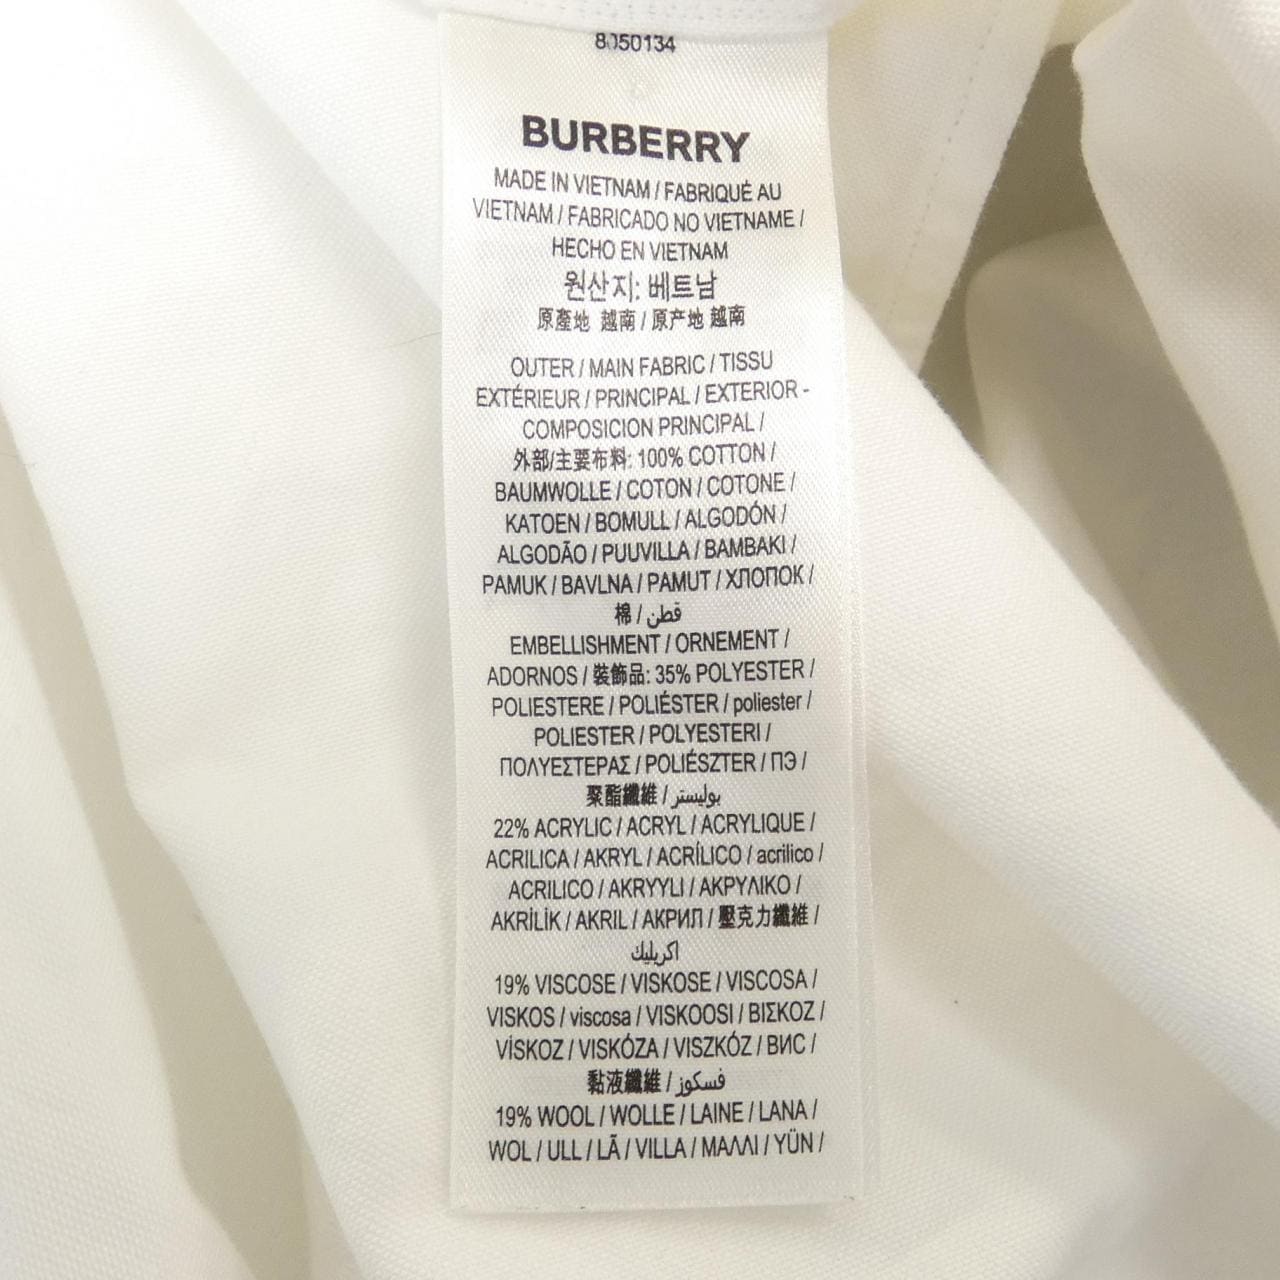 8050134
BURBERRY
MADE IN VIETNAM / FABRIQUÉ AU
VIETNAM / FABRICADO NO VIETNAME /
HECHO EN VIETNAM
원산지: 베트남
原產地 越南 / 原产地 越南
OUTER / MAIN FABRIC / TISSU
EXTÉRIEUR / PRINCIPAL / EXTERIOR -
COMPOSICION PRINCIPAL /
外部/主要布料: 100% COTTON /
BAUMWOLLE / COTON / COTONE /
KATOEN / BOMULL / ALGODÓN /
ALGODÃO / PUUVILLA / BAMBAKI /
PAMUK / BAVLNA / PAMUT / ХЛОПОК /
棉 / قطن
EMBELLISHMENT / ORNEMENT /
ADORNOS / 裝飾品: 35% POLYESTER /
POLIESTERE / POLIÉSTER / poliester /
POLIESTER / POLYESTERI /
ΠΟΛΥΕΣΤΕΡΑΣ / POLIÉSZTER / ПЭ /
聚酯纖維 / بوليستر
22% ACRYLIC / ACRYL / ACRYLIQUE /
ACRILICA / AKRYL / ACRÍLICO / acrilico /
ACRILICO / AKRYYLI / ΑΚΡΥΛΙΚΟ /
AKRİLİK / AKRIL / АКРИЛ / 壓克力纖維 /
اكريليك
19% VISCOSE / VISKOSE / VISCOSA /
VISKOS / viscosa / VISKOOSI / ΒΙΣΚΟΖ /
VİSKOZ / VISKÓZA / VISZKÓZ / ВИС /
黏液纖維 / فسكوز
19% WOOL / WOLLE / LAINE / LANA /
WOL / ULL / LÃ / VILLA / ΜΑΛΛΙ / YÜN /